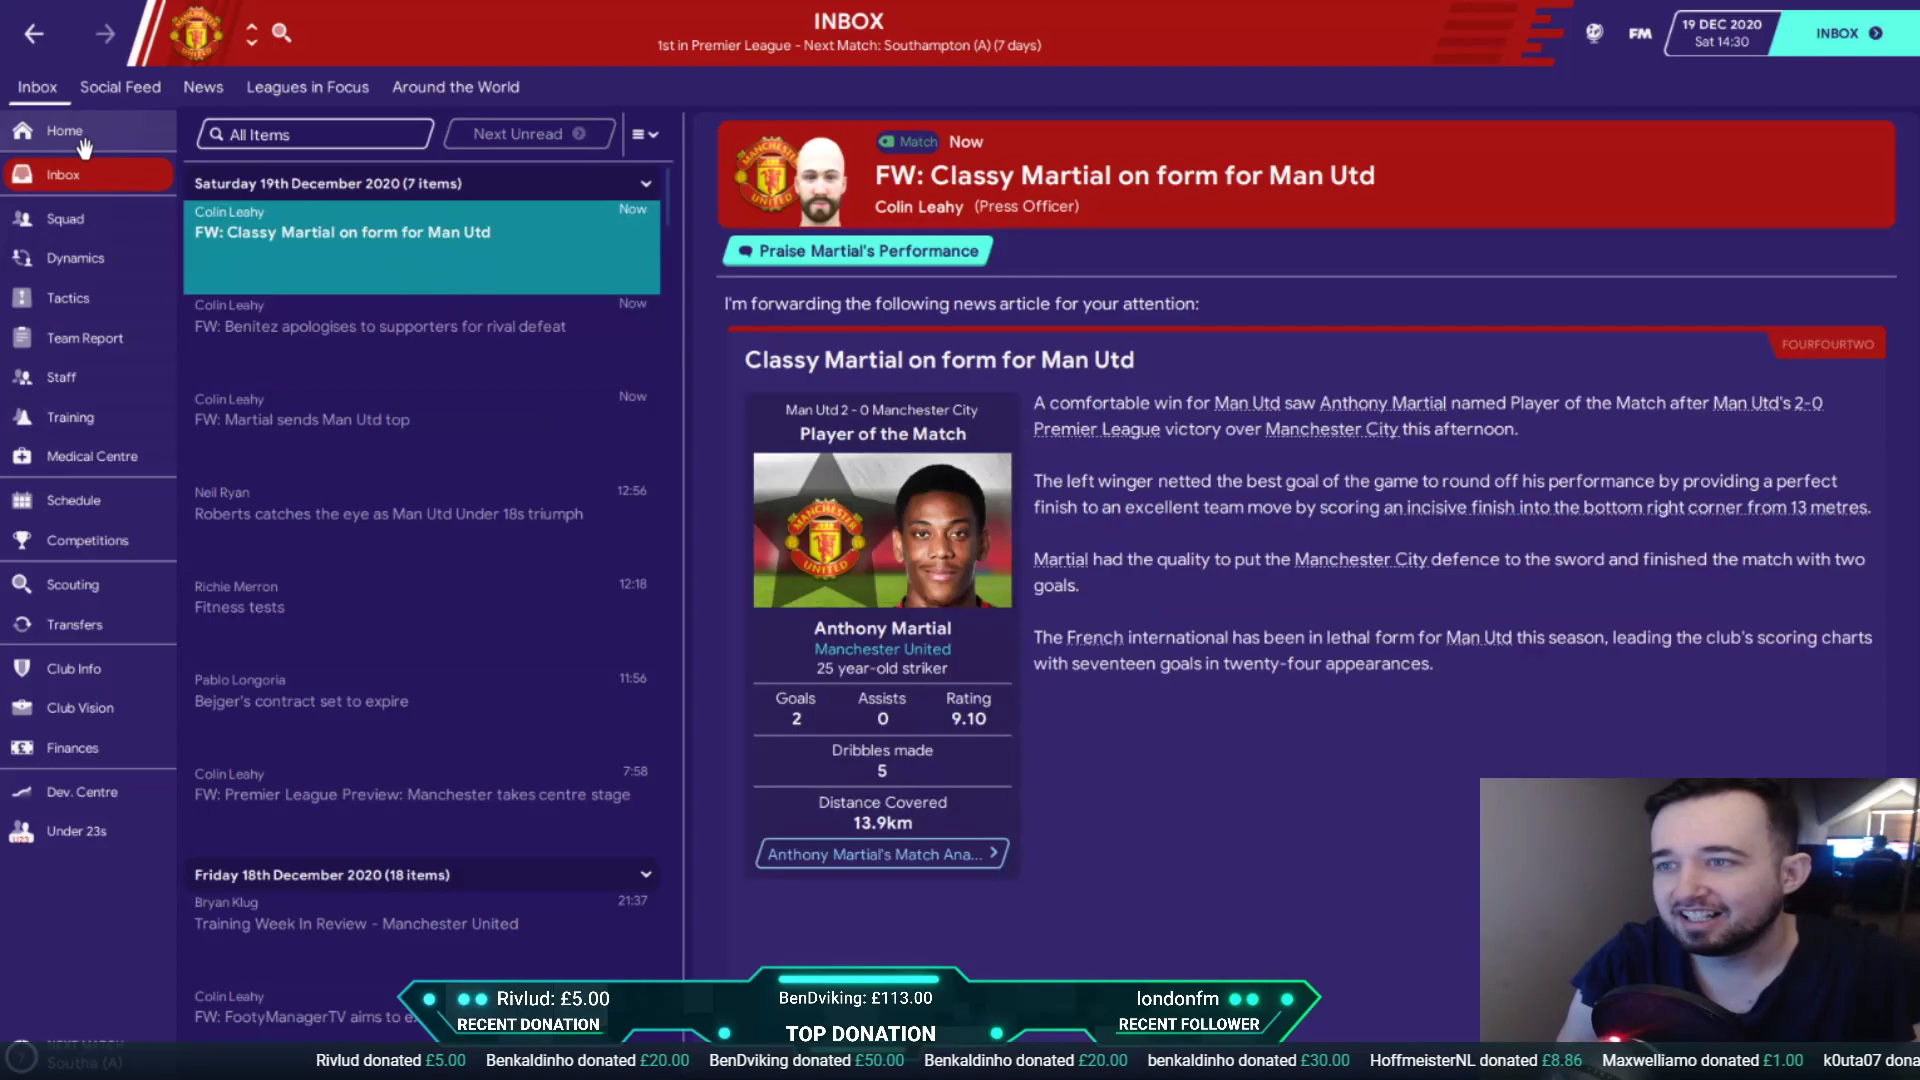 INBOX
1st in Premier League - Next Match: Southampton (A) (7 days)
FM
19 DEC 2020
Sat 14:30
INBOX
Inbox
Social Feed
News
Leagues in Focus
Around the World
Home
Inbox
Squad
Dynamics
Tactics
Team Report
Staff
Training
Medical Centre
Schedule
Competitions
Scouting
Transfers
Club Info
Club Vision
Finances
Dev. Centre
Under 23s
NEXT MATCH
Southa (A)
All Items
Next Unread
Saturday 19th December 2020 (7 items)
Colin Leahy
Now
FW: Classy Martial on form for Man Utd
Colin Leahy
Now
FW: Benítez apologises to supporters for rival defeat
Colin Leahy
Now
FW: Martial sends Man Utd top
Neil Ryan
12:56
Roberts catches the eye as Man Utd Under 18s triumph
Richie Merron
12:18
Fitness tests
Pablo Longoria
11:56
Bejger's contract set to expire
Colin Leahy
7:58
FW: Premier League Preview: Manchester takes centre stage
Friday 18th December 2020 (18 items)
Bryan Klug
21:37
Training Week In Review - Manchester United
Colin Leahy
FW: FootyManagerTV aims to e
MANCHESTER
UNITED
Match
Now
FW: Classy Martial on form for Man Utd
Colin Leahy (Press Officer)
Praise Martial's Performance
I'm forwarding the following news article for your attention:
FOURFOURTWO
Classy Martial on form for Man Utd
Man Utd 2 - 0 Manchester City
Player of the Match
MANCHESTER
UNITED
Anthony Martial
Manchester United
25 year-old striker
Goals
Assists
Rating
2
0
9.10
Dribbles made
5
Distance Covered
13.9km
Anthony Martial's Match Ana...
A comfortable win for Man Utd saw Anthony Martial named Player of the Match after Man Utd's 2-0
Premier League victory over Manchester City this afternoon.
The left winger netted the best goal of the game to round off his performance by providing a perfect
finish to an excellent team move by scoring an incisive finish into the bottom right corner from 13 metres.
Martial had the quality to put the Manchester City defence to the sword and finished the match with two
goals.
The French international has been in lethal form for Man Utd this season, leading the club's scoring charts
with seventeen goals in twenty-four appearances.
Rivlud: £5.00
RECENT DONATION
BenDviking: £113.00
TOP DONATION
londonfm
RECENT FOLLOWER
Rivlud donated £5.00
Benkaldinho donated £20.00
BenDviking donated £50.00
Benkaldinho donated £20.00
benkaldinho donated £30.00
HoffmeisterNL donated £8.86
Maxwelliamo donated £1.00
k0uta07 dona